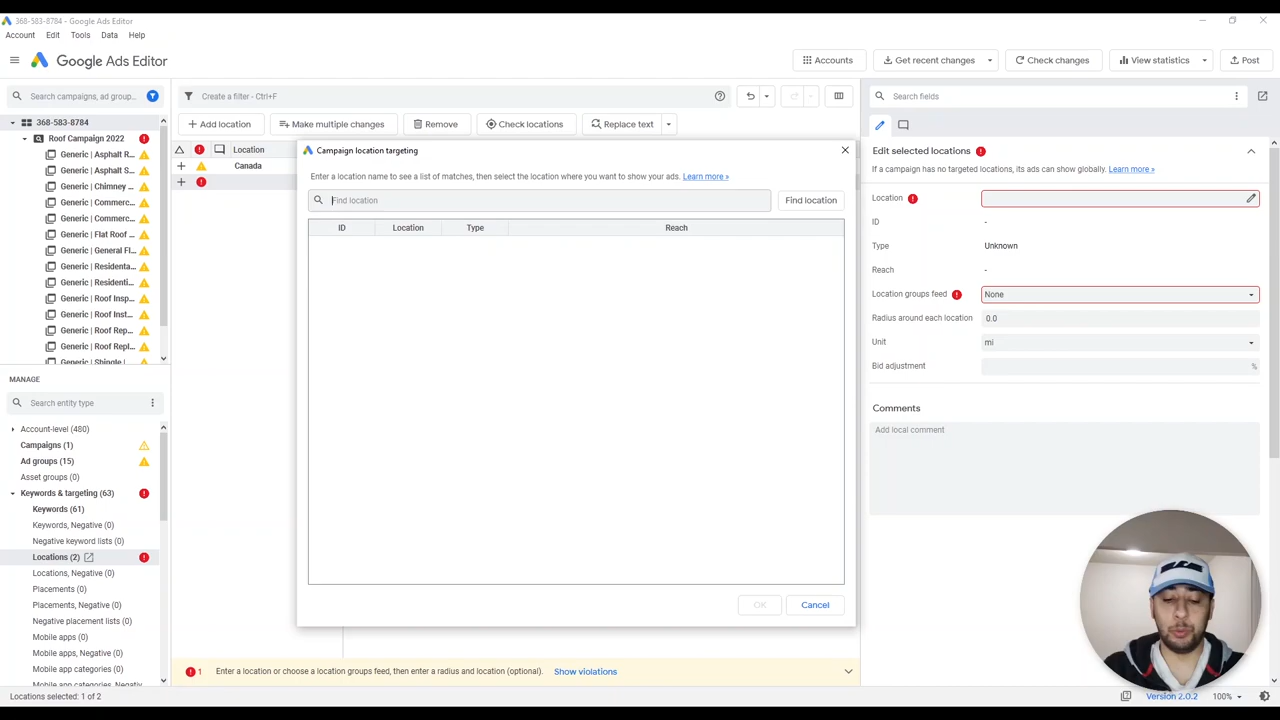 368-583-8784 - Google Ads Editor
Account Edit Tools Data Help
Google Ads Editor
Accounts
Get recent changes
Check changes
View statistics
Post
Search campaigns, ad group...
Create a filter - Ctrl+F
Search fields
Add location
Make multiple changes
Remove
Check locations
Replace text
368-583-8784
Roof Campaign 2022
Generic | Asphalt R...
Generic | Asphalt S...
Generic | Chimney ...
Generic | Commerc...
Generic | Commerc...
Generic | Flat Roof ...
Generic | General Fl...
Generic | Residenta...
Generic | Residenti...
Generic | Roof Insp...
Generic | Roof Inst...
Generic | Roof Rep...
Generic | Roof Repl...
Generic | Shingle |
MANAGE
Search entity type
Account-level (480)
Campaigns (1)
Ad groups (15)
Asset groups (0)
Keywords & targeting (63)
Keywords (61)
Keywords, Negative (0)
Negative keyword lists (0)
Locations (2)
Locations, Negative (0)
Placements (0)
Placements, Negative (0)
Negative placement lists (0)
Mobile apps (0)
Mobile apps, Negative (0)
Mobile app categories (0)
Mobile app categories, Negativ
Locations selected: 1 of 2
Location
Canada
Campaign location targeting
Enter a location name to see a list of matches, then select the location where you want to show your ads. Learn more »
Find location
Find location
ID Location Type Reach
OK
Cancel
1 Enter a location or choose a location groups feed, then enter a radius and location (optional). Show violations
Edit selected locations
If a campaign has no targeted locations, its ads can show globally. Learn more »
Location
ID -
Type Unknown
Reach -
Location groups feed None
Radius around each location 0.0
Unit mi
Bid adjustment %
Comments
Add local comment
Version 2.0.2
100%